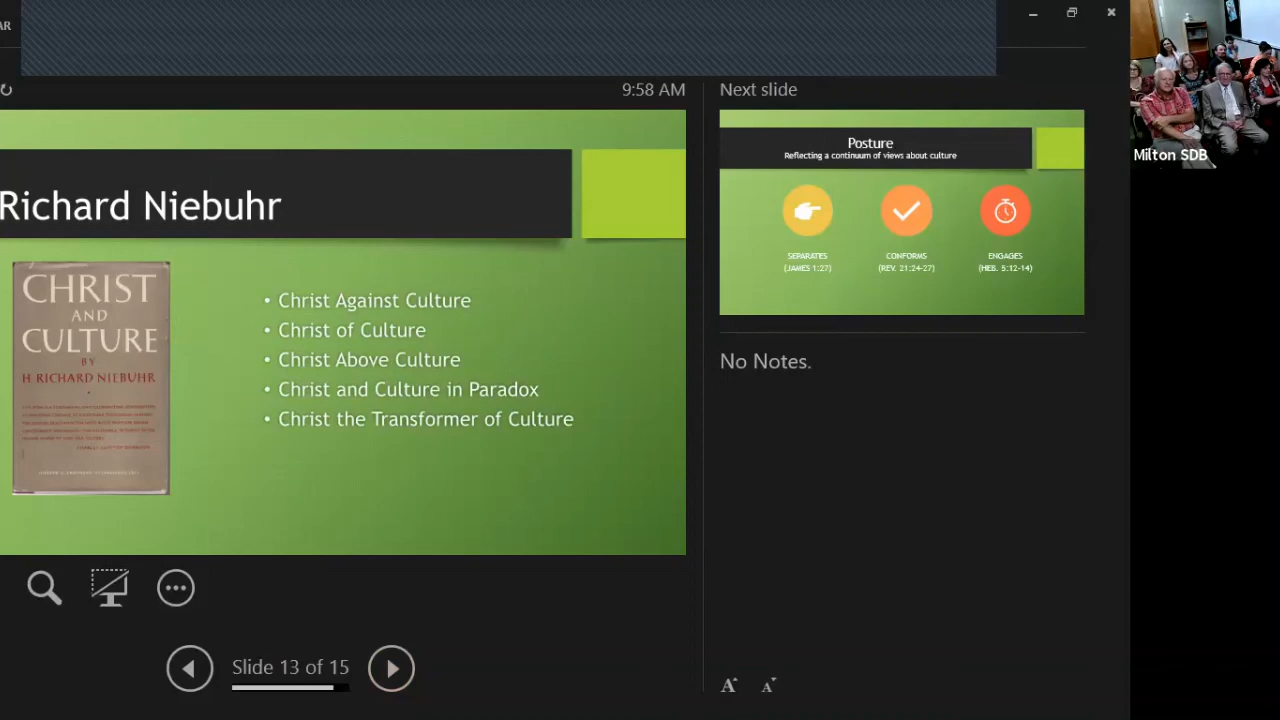 AR
9:58 AM
Next slide
Richard Niebuhr
CHRIST
AND
CULTURE
BY
H RICHARD NIEBUHR
• Christ Against Culture
• Christ of Culture
• Christ Above Culture
• Christ and Culture in Paradox
• Christ the Transformer of Culture
Posture
Reflecting a continuum of views about culture
SEPARATES
(JAMES 1:27)
CONFORMS
(REV. 21:24-27)
ENGAGES
(HEB. 5:12-14)
No Notes.
Slide 13 of 15
A A
Milton SDB